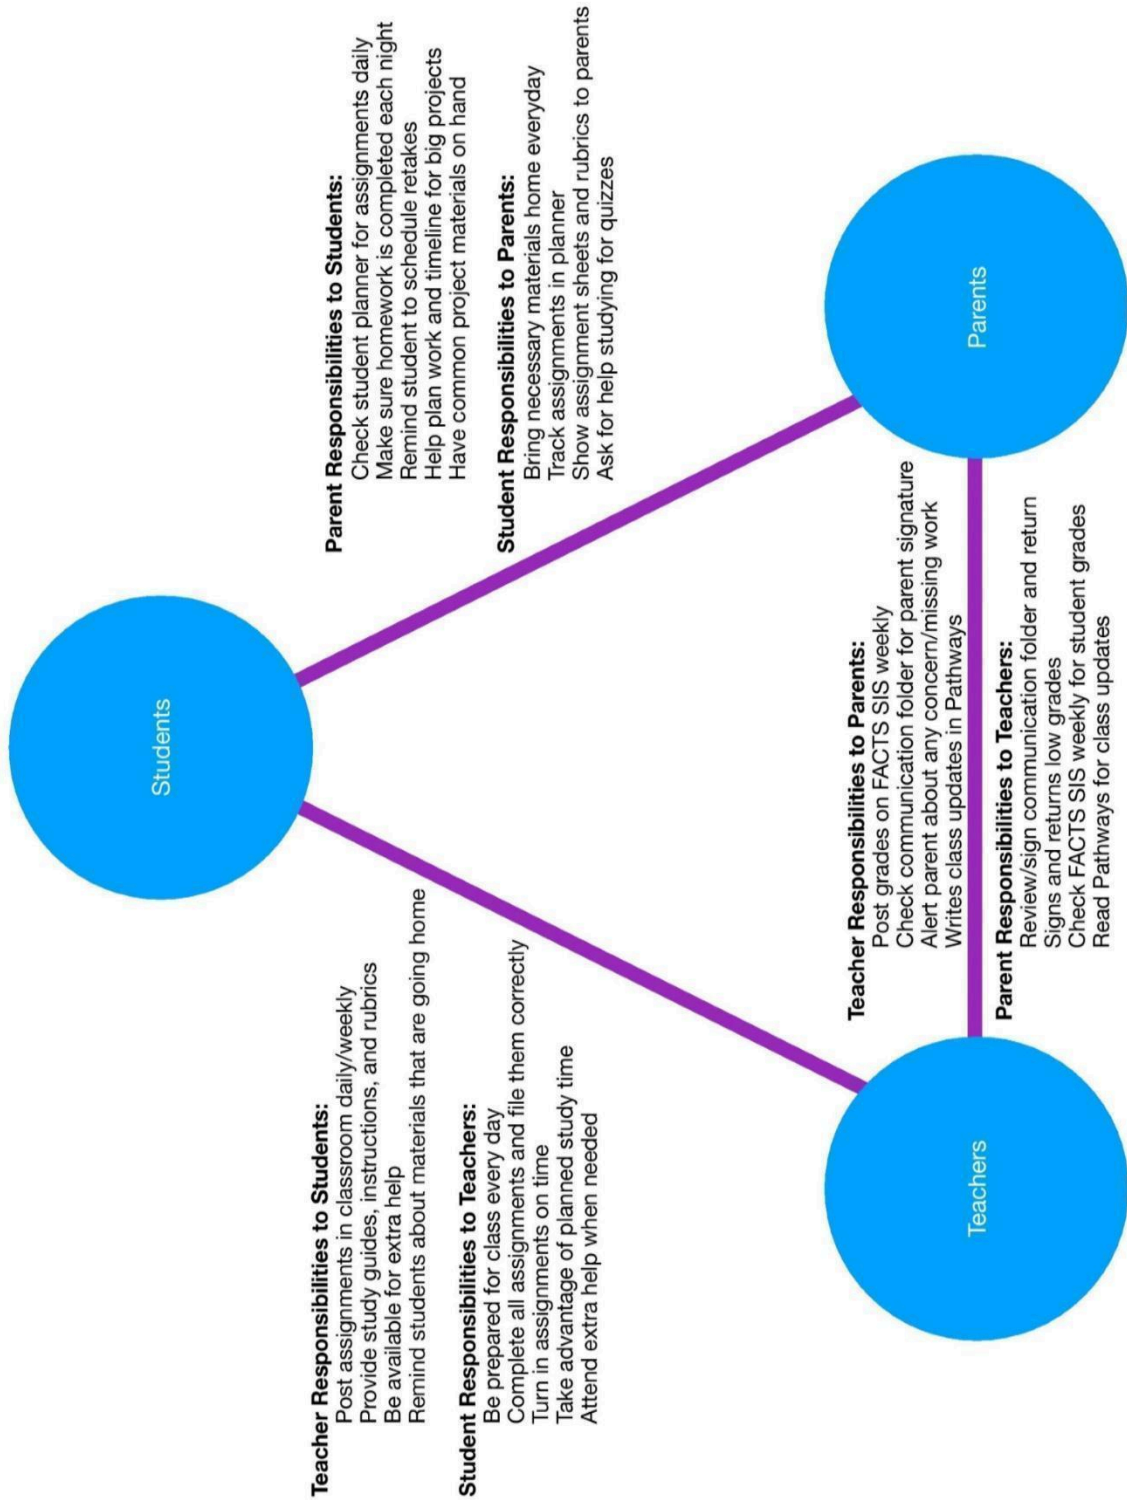 Students
Teacher Responsibilities to Students:
Post assignments in classroom daily/weekly
Provide study guides, instructions, and rubrics
Be available for extra help
Remind students about materials that are going home
Student Responsibilities to Teachers:
Be prepared for class every day
Complete all assignments and file them correctly
Turn in assignments on time
Take advantage of planned study time
Attend extra help when needed
Parent Responsibilities to Students:
Check student planner for assignments daily
Make sure homework is completed each night
Remind student to schedule retakes
Help plan work and timeline for big projects
Have common project materials on hand
Student Responsibilities to Parents:
Bring necessary materials home everyday
Track assignments in planner
Show assignment sheets and rubrics to parents
Ask for help studying for quizzes
Teachers
Teacher Responsibilities to Parents:
Post grades on FACTS SIS weekly
Check communication folder for parent signature
Alert parent about any concern/missing work
Writes class updates in Pathways
Parent Responsibilities to Teachers:
Review/sign communication folder and return
Signs and returns low grades
Check FACTS SIS weekly for student grades
Read Pathways for class updates
Parents